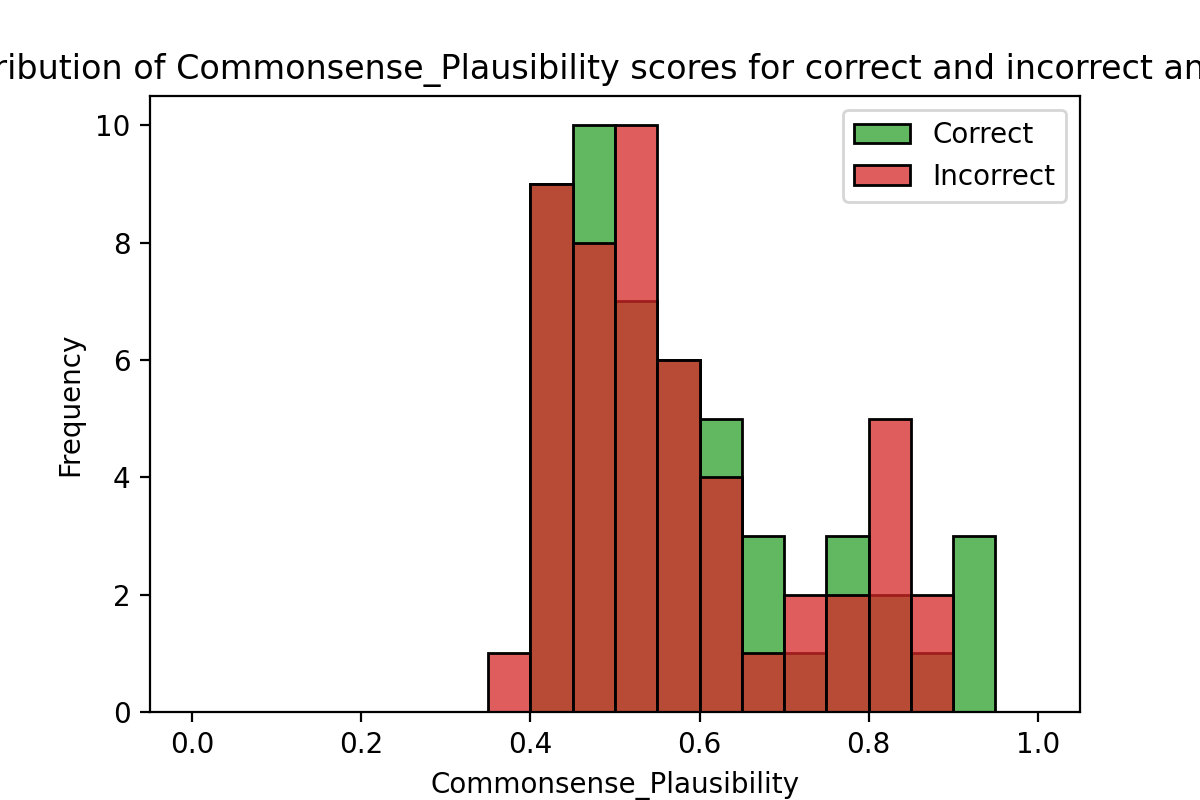 ribution of Commonsense_Plausibility scores for correct and incorrect an
Correct
Incorrect
Frequency
10
8
6
4
2
0
0.0 0.2 0.4 0.6 0.8 1.0
Commonsense_Plausibility